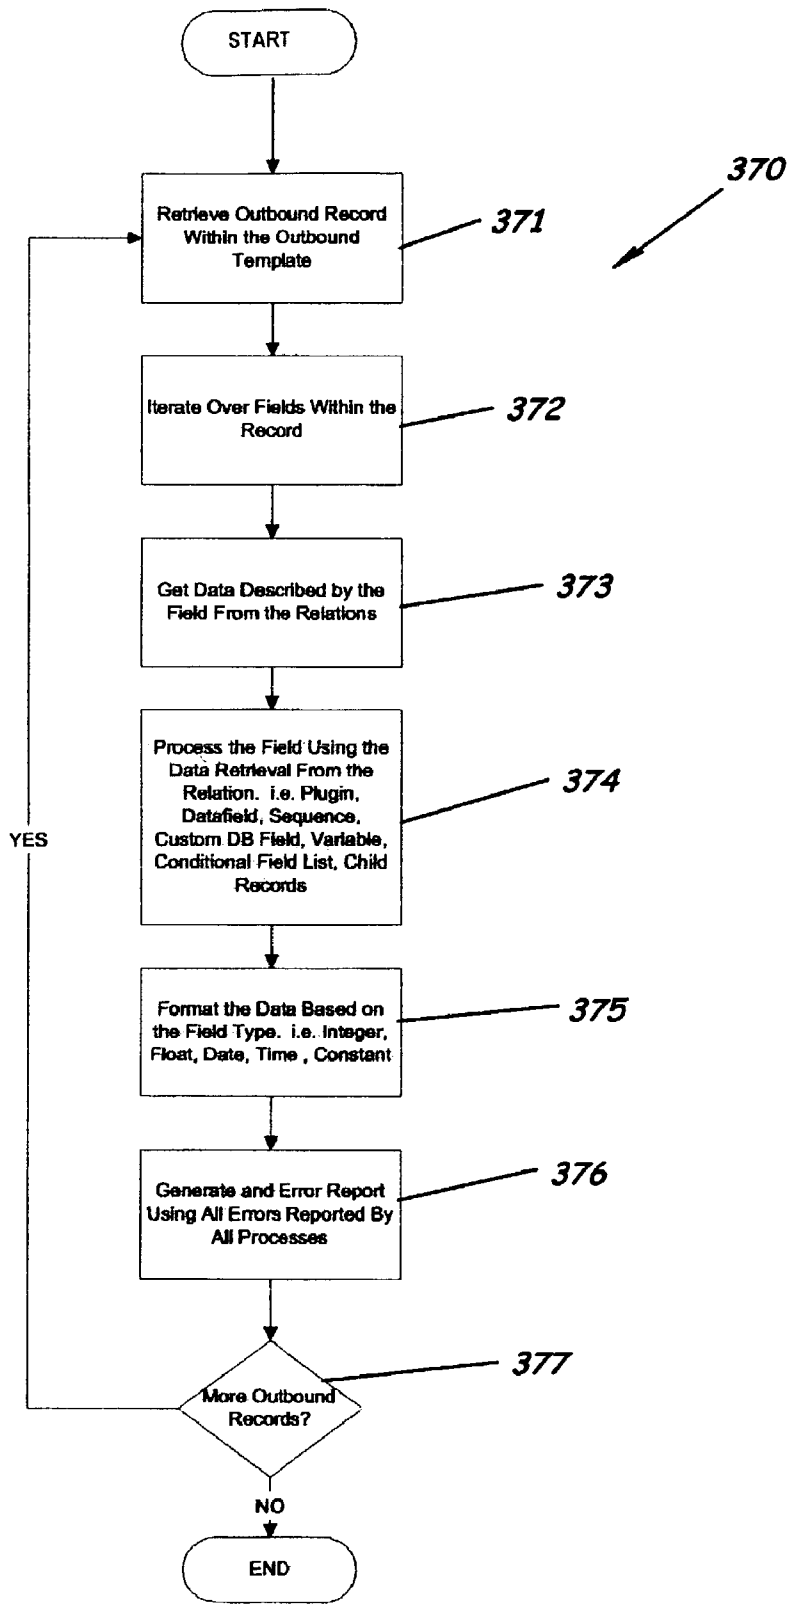 START
370
Retrieve Outbound Record
Within the Outbound
Template
371
Iterate Over Fields Within the
Record
372
Get Data Described by the
Field From the Relations
373
Process the Field Using the
Data Retrieval From the
Relation. i.e. Plugin,
Datafield, Sequence,
Custom DB Field, Variable,
Conditional Field List, Child
Records
374
YES
Format the Data Based on
the Field Type. i.e. Integer,
Float, Date, Time , Constant
375
Generate and Error Report
Using All Errors Reported By
All Processes
376
More Outbound
Records?
377
NO
END